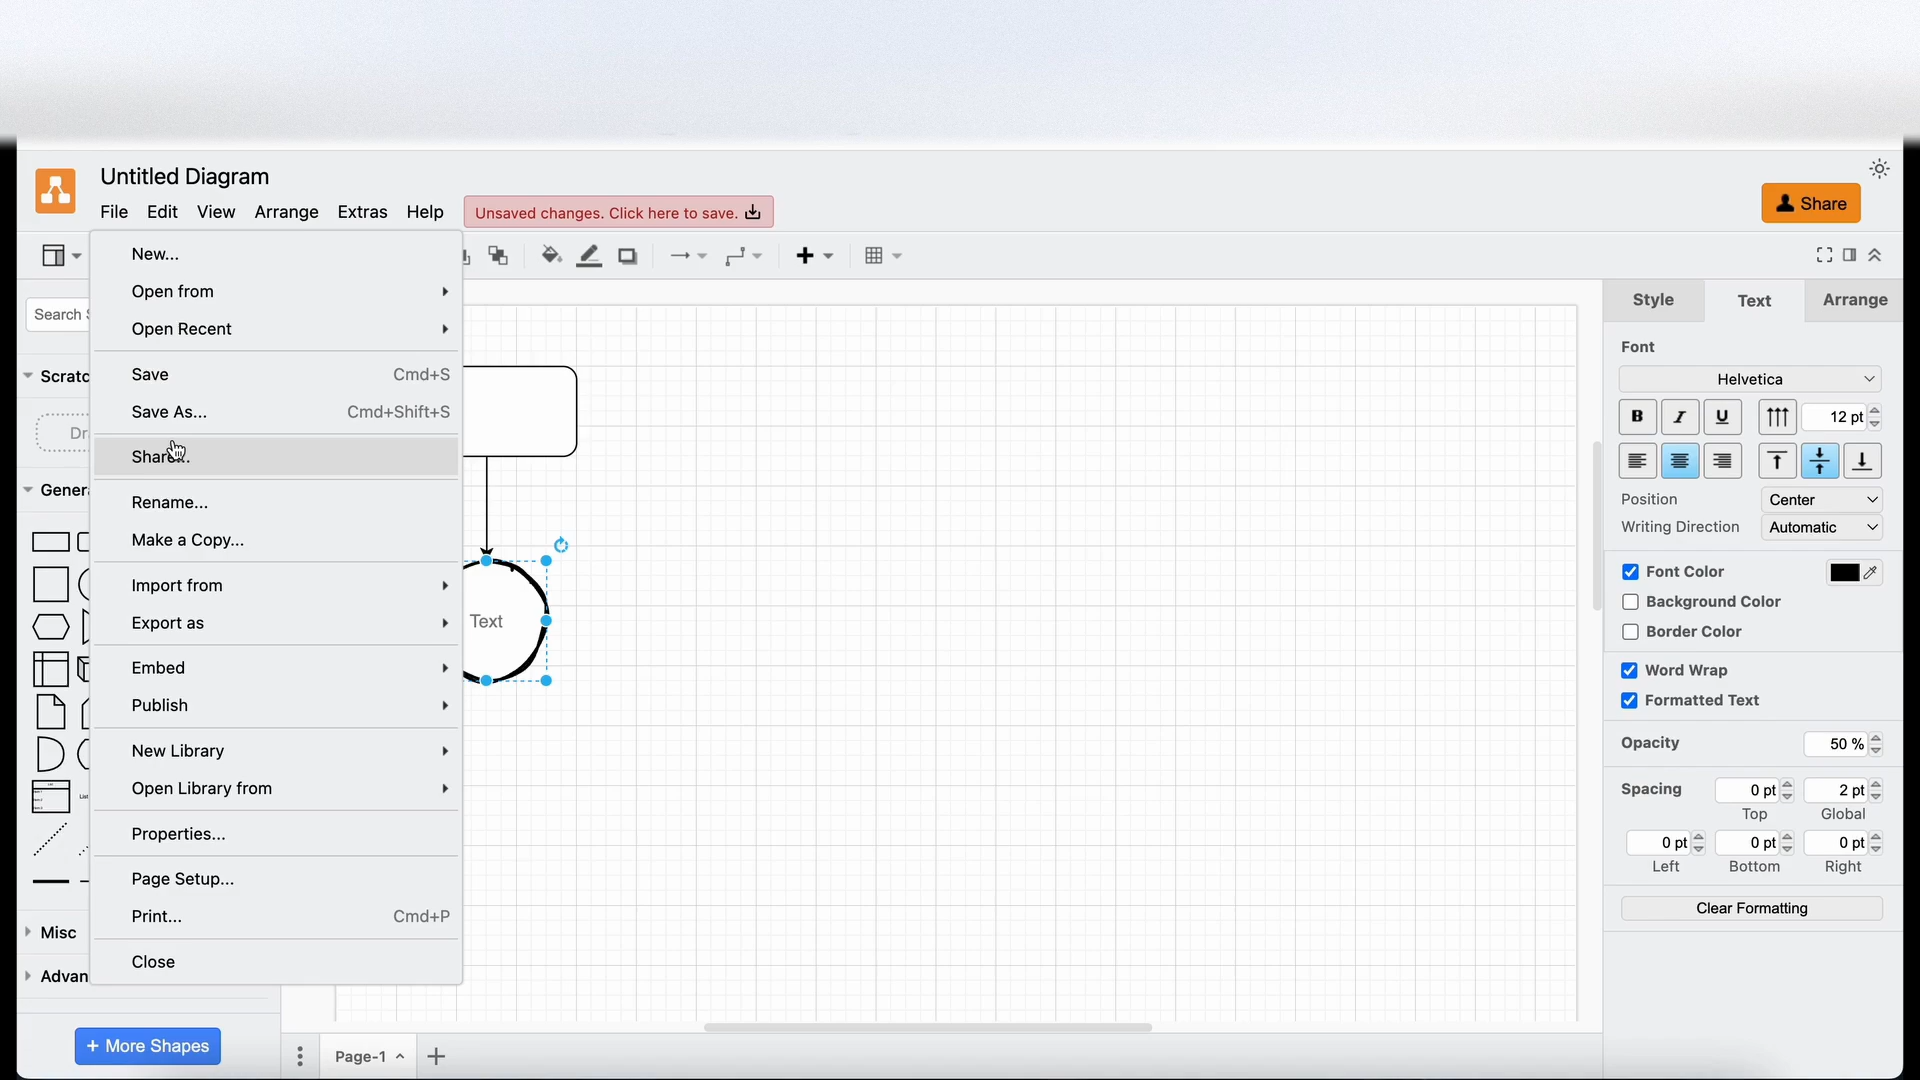 Untitled Diagram
File Edit View Arrange Extras Help Unsaved changes. Click here to save.
Share
New...
Open from
Open Recent
Save Cmd+S
Save As... Cmd+Shift+S
Share...
Rename...
Make a Copy...
Import from
Export as
Embed
Publish
New Library
Open Library from
Properties...
Page Setup...
Print... Cmd+P
Close
Search
Misc
+ More Shapes
Text
Page-1
Style Text Arrange
Font
Helvetica
B I U 12 pt
Position Center
Writing Direction Automatic
Font Color
Background Color
Border Color
Word Wrap
Formatted Text
Opacity 50 %
Spacing 0 pt 2 pt
Top Global
0 pt 0 pt 0 pt
Left Bottom Right
Clear Formatting